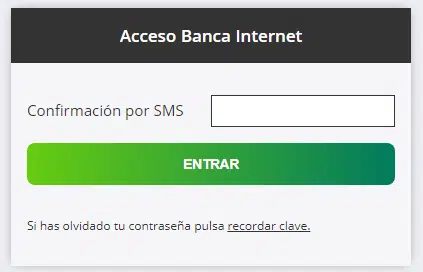 Acceso Banca Internet
Confirmación por SMS
ENTRAR
Si has olvidado tu contraseña pulsa recordar clave.